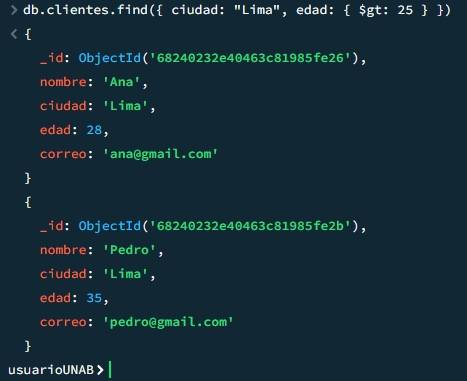 > db.clientes.find({ ciudad: "Lima", edad: { $gt: 25 } })
< {
_id: ObjectId('68240232e40463c81985fe26'),
nombre: 'Ana',
ciudad: 'Lima',
edad: 28,
correo: 'ana@gmail.com'
}
{
_id: ObjectId('68240232e40463c81985fe2b'),
nombre: 'Pedro',
ciudad: 'Lima',
edad: 35,
correo: 'pedro@gmail.com'
}
usuarioUNAB>